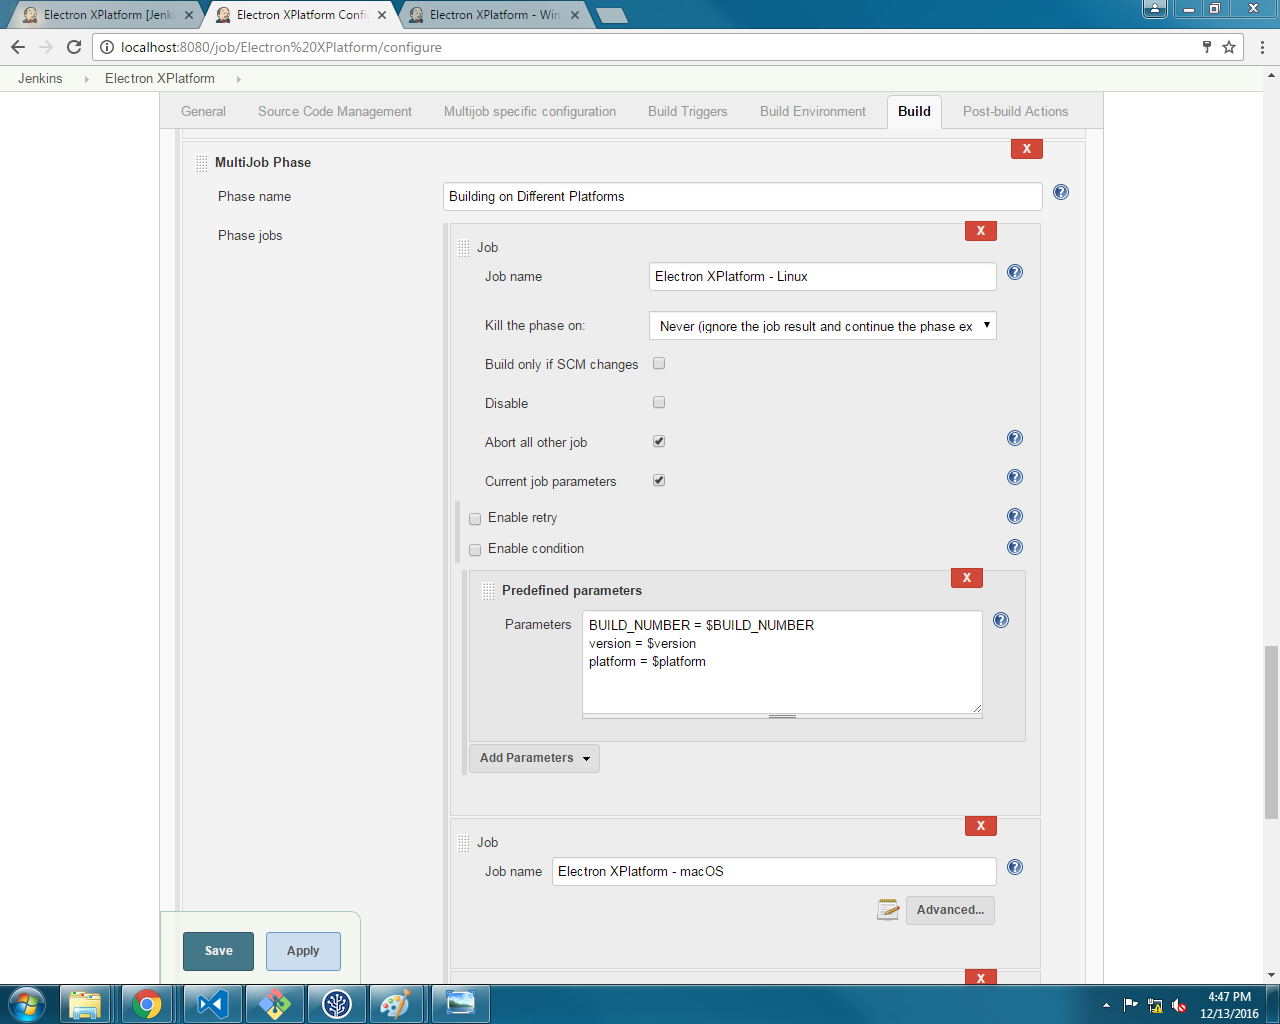 Electron XPlatform [Jenk
Electron XPlatform Confi
Electron XPlatform - Win
localhost:8080/job/Electron%20XPlatform/configure
Jenkins
Electron XPlatform
General
Source Code Management
Multijob specific configuration
Build Triggers
Build Environment
Build
Post-build Actions
X
MultiJob Phase
Phase name
Building on Different Platforms
Phase jobs
X
Job
Job name
Electron XPlatform - Linux
Kill the phase on:
Never (ignore the job result and continue the phase ex
Build only if SCM changes
Disable
Abort all other job
Current job parameters
Enable retry
Enable condition
X
Predefined parameters
Parameters
BUILD_NUMBER = $BUILD_NUMBER
version = $version
platform = $platform
Add Parameters
X
Job
Job name
Electron XPlatform - macOS
Advanced...
Save
Apply
X
4:47 PM
12/13/2016